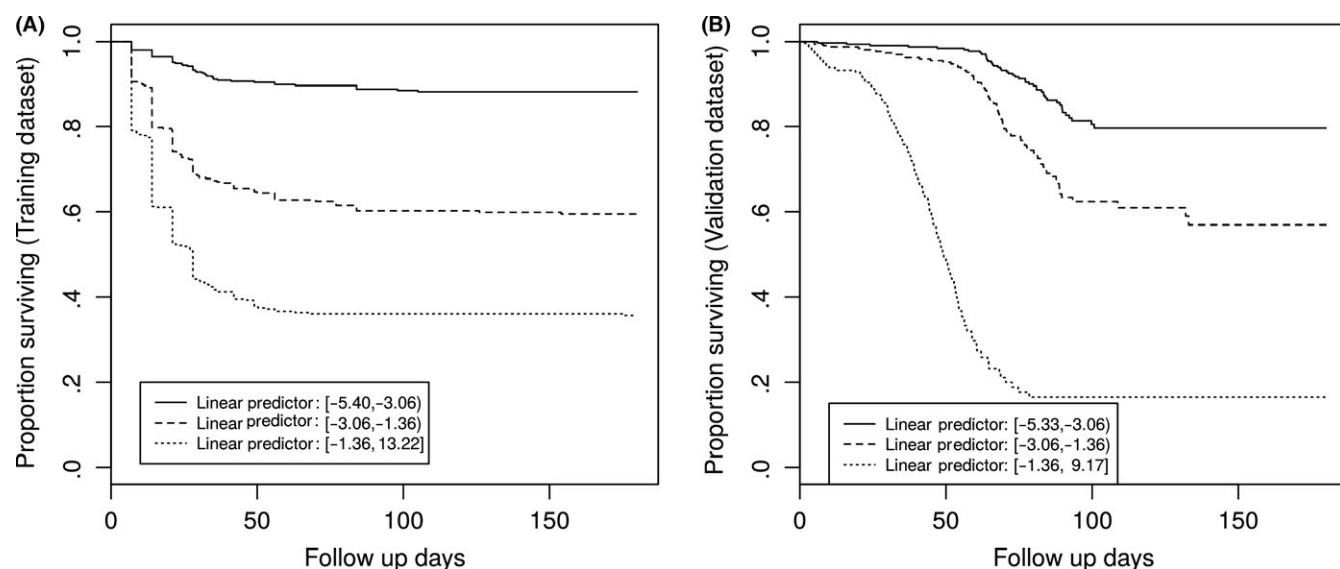 (A)
Proportion surviving (Training dataset)
1.0
.8
.6
.4
.2
.0
Linear predictor: [−5.40,−3.06)
Linear predictor: [−3.06,−1.36)
Linear predictor: [−1.36, 13.22]
0 50 100 150
Follow up days
(B)
Proportion surviving (Validation dataset)
1.0
.8
.6
.4
.2
.0
Linear predictor: [−5.33,−3.06)
Linear predictor: [−3.06,−1.36)
Linear predictor: [−1.36, 9.17]
0 50 100 150
Follow up days